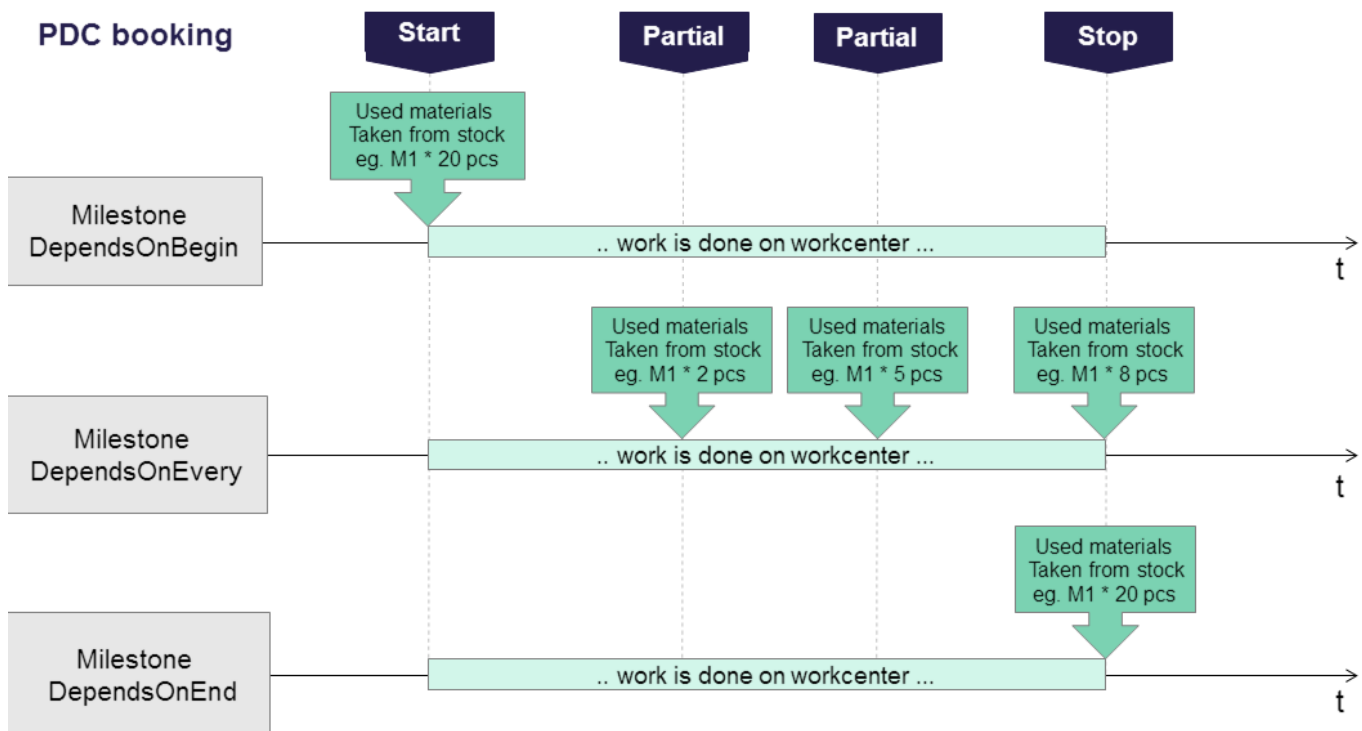 PDC booking
Start
Partial
Partial
Stop
Used materials
Taken from stock
eg. M1 * 20 pcs
Milestone
DependsOnBegin
.. work is done on workcenter ...
t
Used materials
Taken from stock
eg. M1 * 2 pcs
Used materials
Taken from stock
eg. M1 * 5 pcs
Used materials
Taken from stock
eg. M1 * 8 pcs
Milestone
DependsOnEvery
.. work is done on workcenter ...
t
Used materials
Taken from stock
eg. M1 * 20 pcs
Milestone
DependsOnEnd
.. work is done on workcenter ...
t